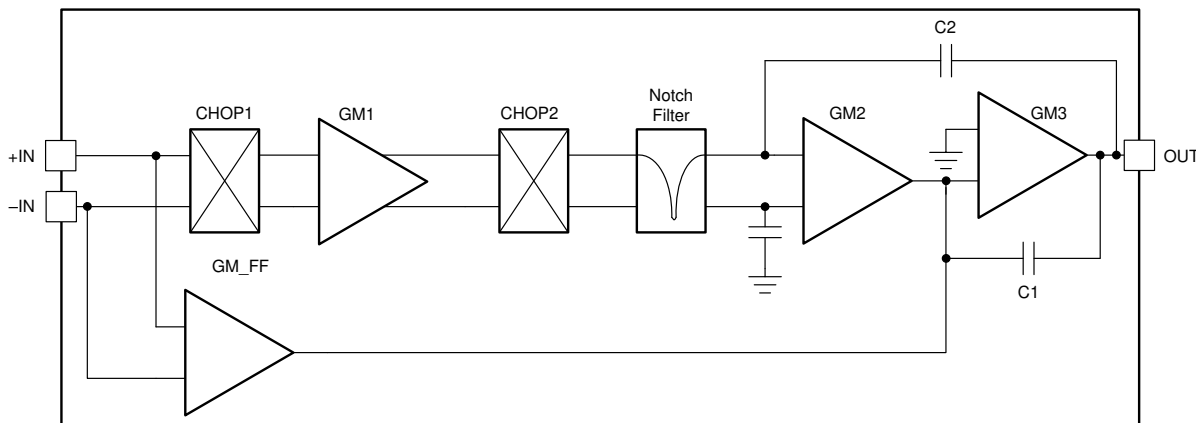 C2
Notch
Filter
CHOP1
GM1
CHOP2
GM2
GM3
+IN
OUT
–IN
GM_FF
C1